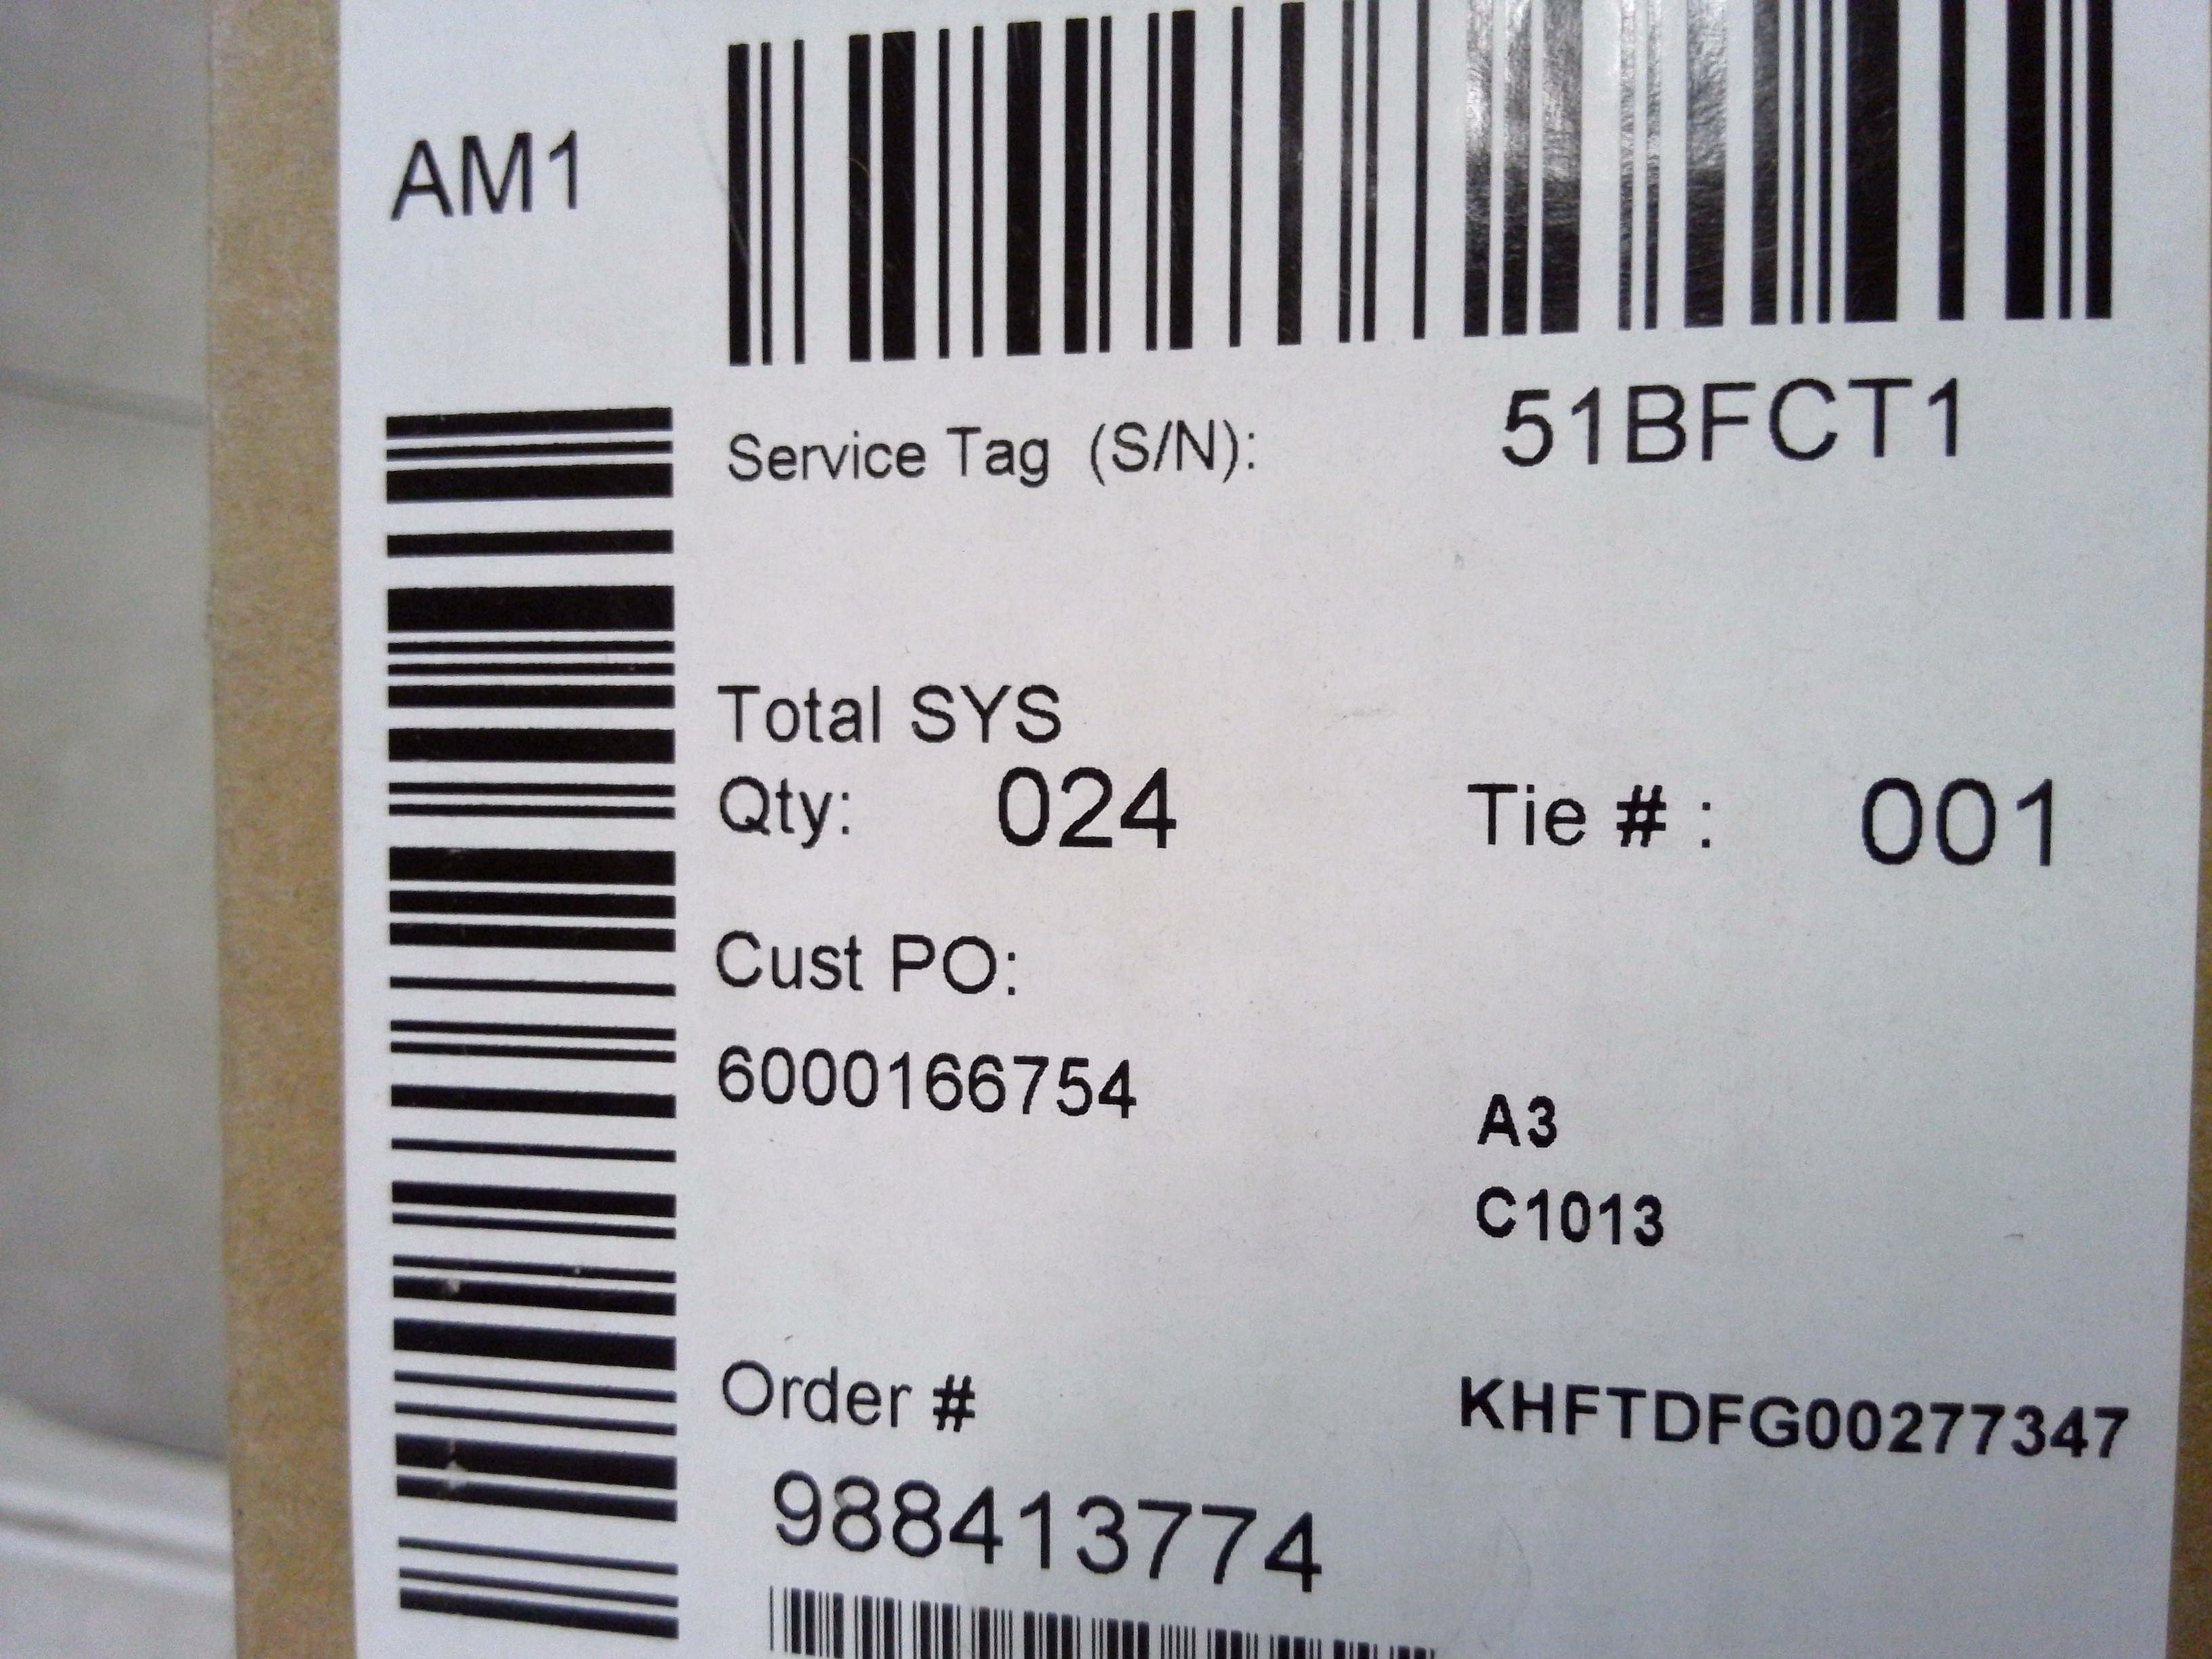 AM1
Service Tag (S/N): 51BFCT1
Total SYS
Qty: 024 Tie # : 001
Cust PO:
6000166754
A3
C1013
Order # KHFTDFG00277347
988413774